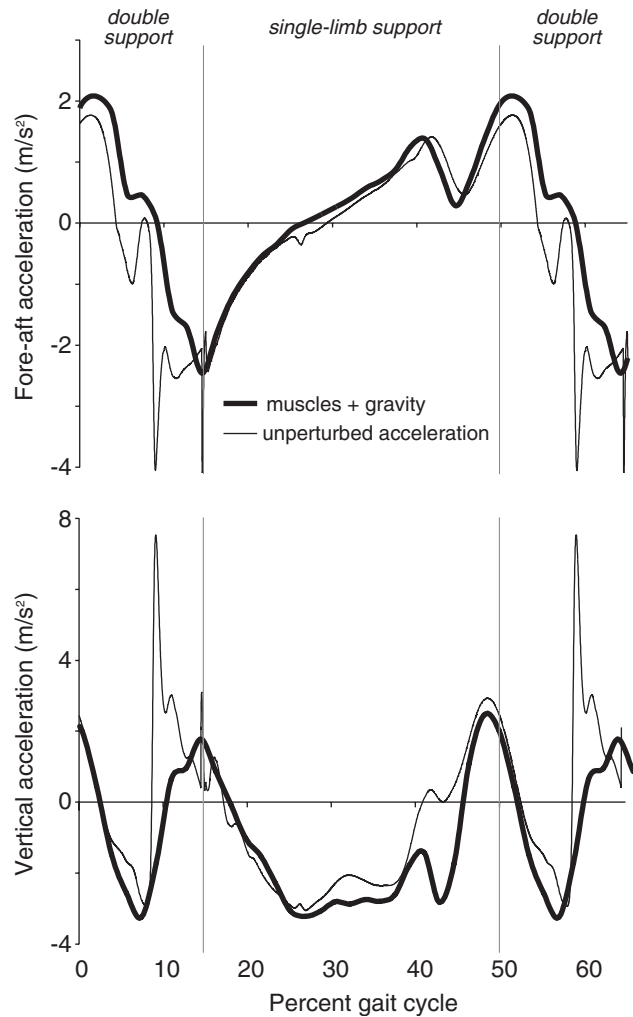 double support
single-limb support
double support
Fore-aft acceleration (m/s²)
2
0
-2
-4
muscles + gravity
unperturbed acceleration
Vertical acceleration (m/s²)
8
4
0
-4
0 10 20 30 40 50 60
Percent gait cycle